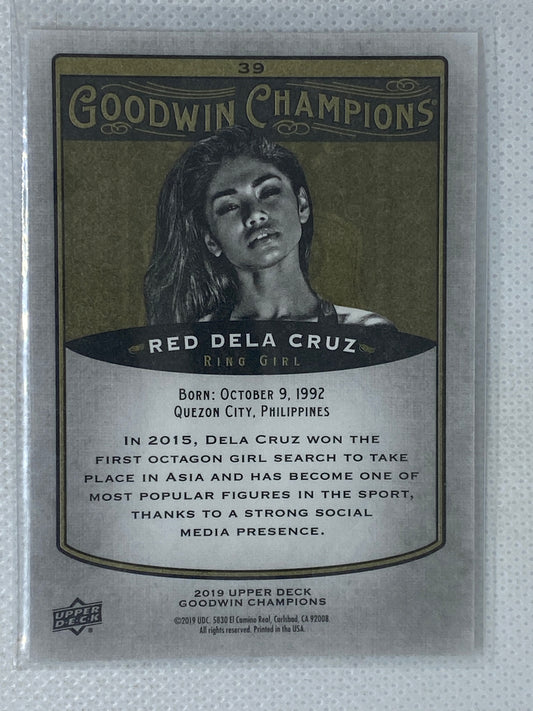 39
GOODWIN CHAMPIONS®
RED DELA CRUZ
RING GIRL
BORN: OCTOBER 9, 1992
QUEZON CITY, PHILIPPINES
IN 2015, DELA CRUZ WON THE
FIRST OCTAGON GIRL SEARCH TO TAKE
PLACE IN ASIA AND HAS BECOME ONE OF
MOST POPULAR FIGURES IN THE SPORT,
THANKS TO A STRONG SOCIAL
MEDIA PRESENCE.
2019 UPPER DECK
GOODWIN CHAMPIONS
UPPER
D·E·C·K®
©2019 UDC, 5830 El Camino Real, Carlsbad, CA 92008.
All rights reserved. Printed in the USA.